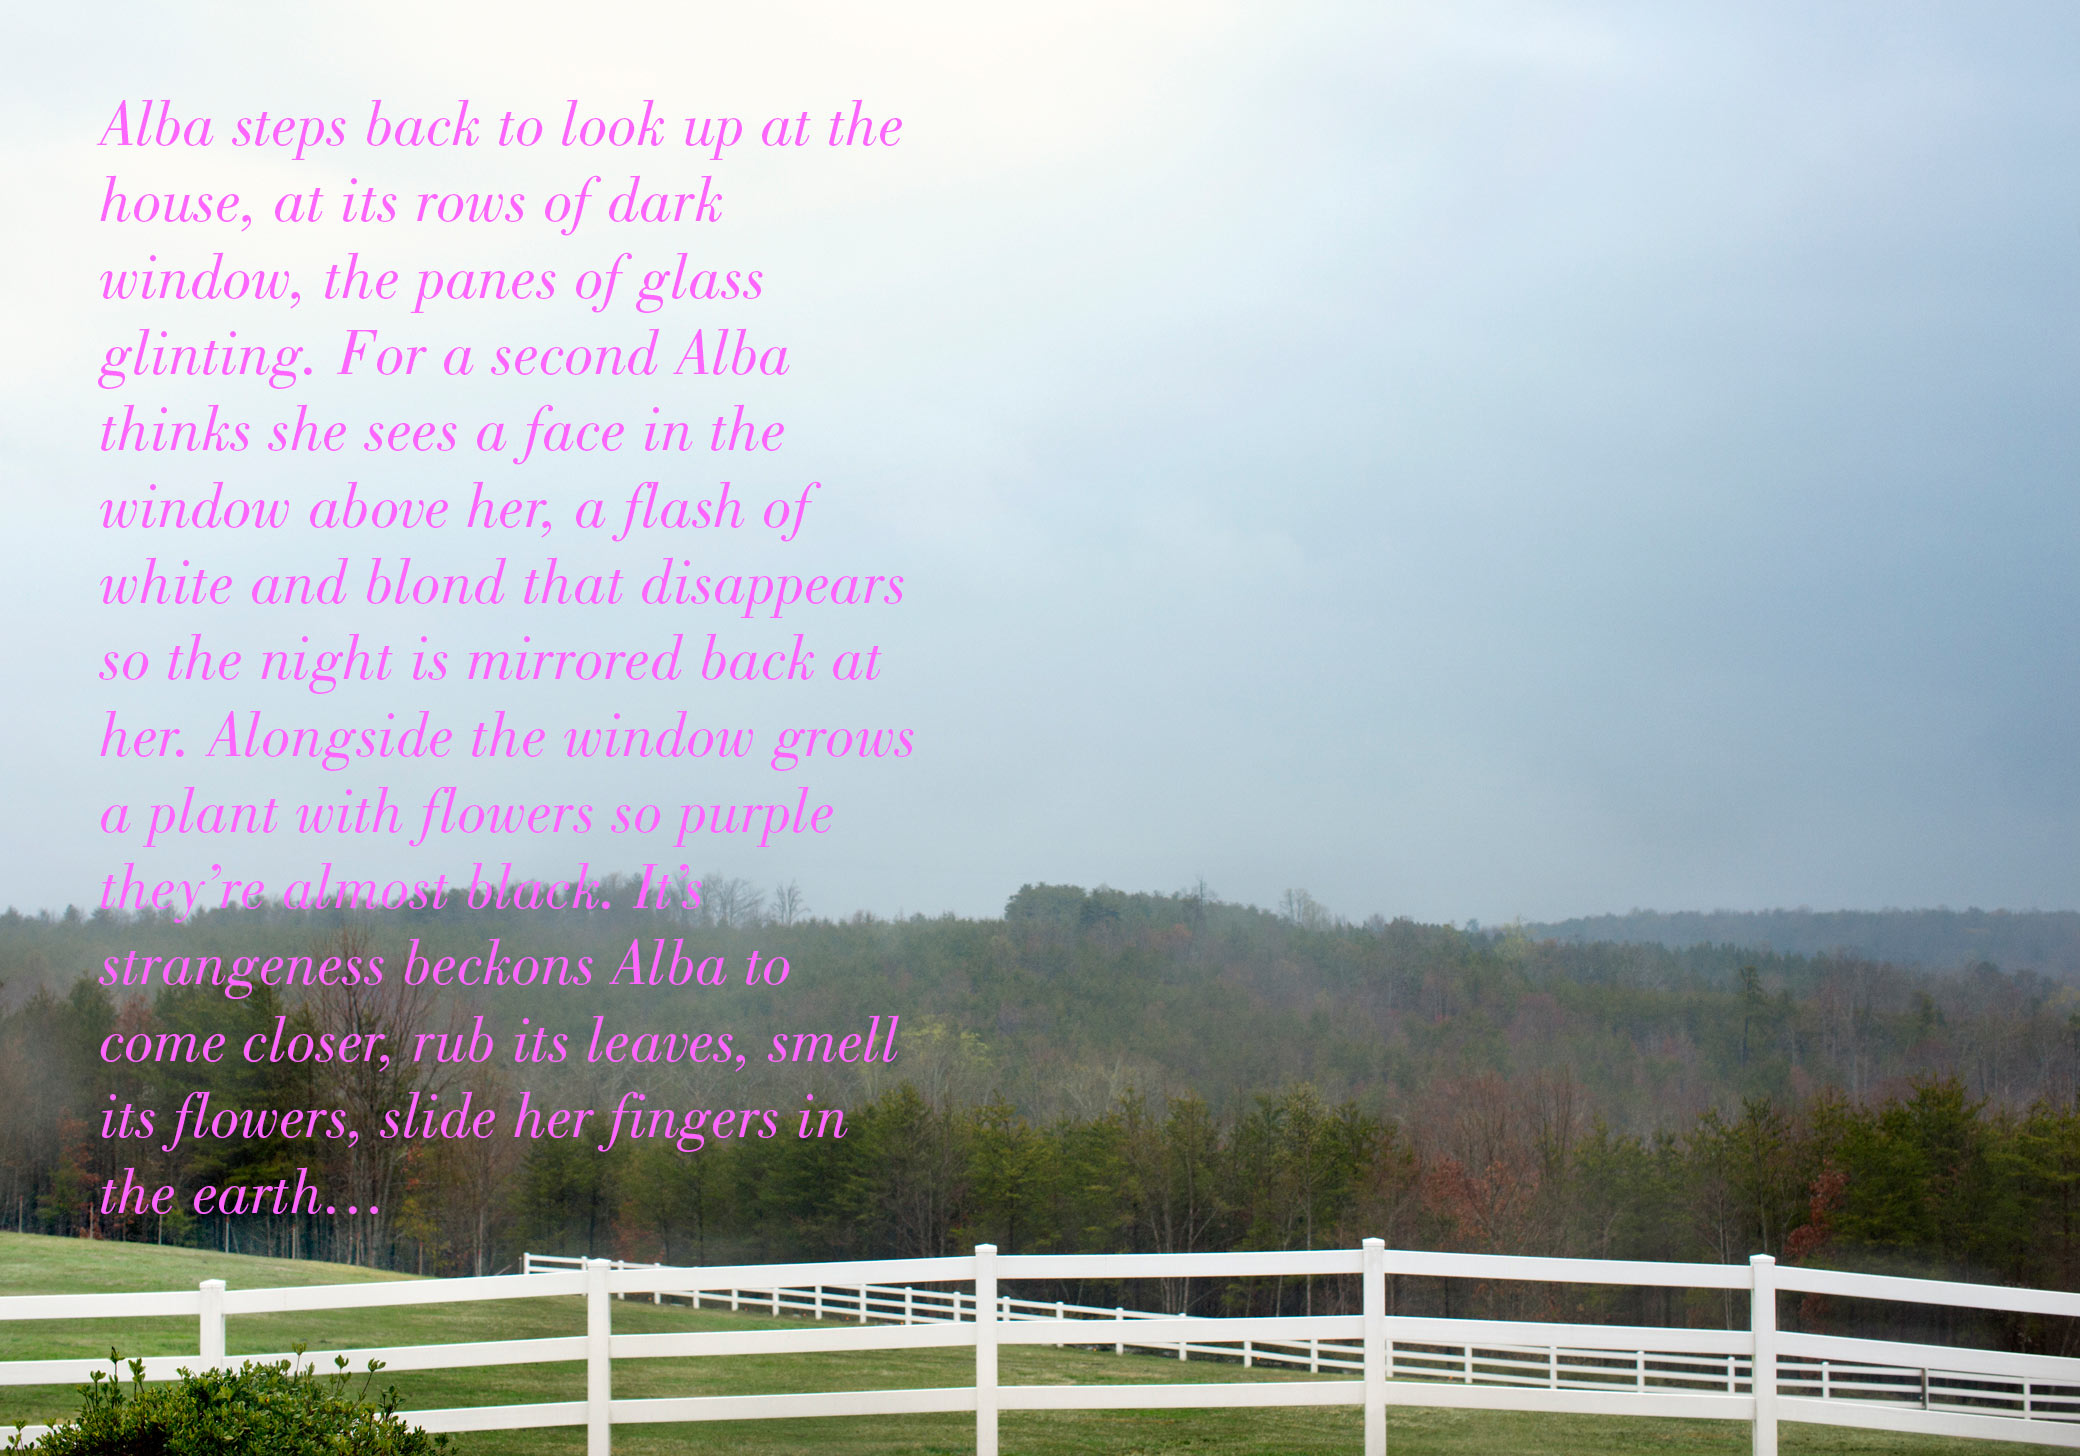 Alba steps back to look up at the
house, at its rows of dark
window, the panes of glass
glinting. For a second Alba
thinks she sees a face in the
window above her, a flash of
white and blond that disappears
so the night is mirrored back at
her. Alongside the window grows
a plant with flowers so purple
they’re almost black. It’s
strangeness beckons Alba to
come closer, rub its leaves, smell
its flowers, slide her fingers in
the earth…